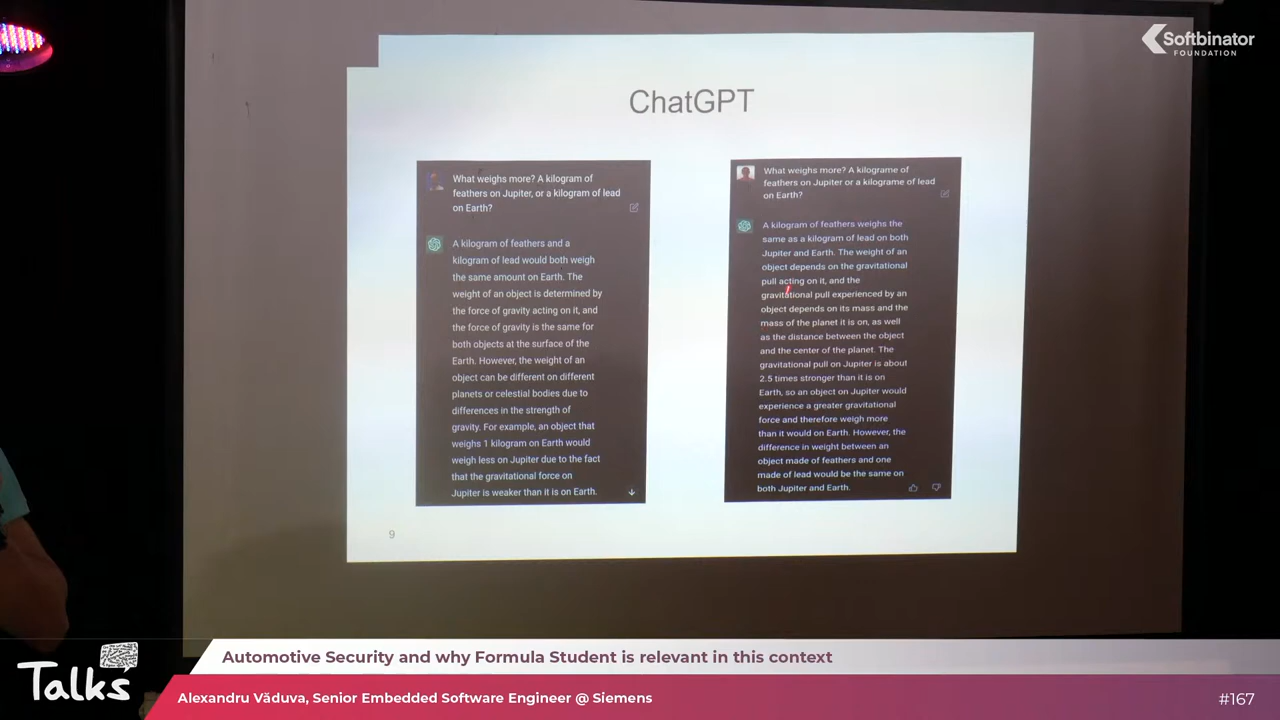 Softbinator
FOUNDATION
ChatGPT
What weighs more? A kilogram of
feathers on Jupiter, or a kilogram of lead
on Earth?
A kilogram of feathers and a
kilogram of lead would both weigh
the same amount on Earth. The
weight of an object is determined by
the force of gravity acting on it, and
the force of gravity is the same for
both objects at the surface of the
Earth. However, the weight of an
object can be different on different
planets or celestial bodies due to
differences in the strength of
gravity. For example, an object that
weighs 1 kilogram on Earth would
weigh less on Jupiter due to the fact
that the gravitational force on
Jupiter is weaker than it is on Earth.
What weighs more? A kilograme of
feathers on Jupiter or a kilograme of lead
on Earth?
A kilogram of feathers weighs the
same as a kilogram of lead on both
Jupiter and Earth. The weight of an
object depends on the gravitational
pull acting on it, and the
gravitational pull experienced by an
object depends on its mass and the
mass of the planet it is on, as well
as the distance between the object
and the center of the planet. The
gravitational pull on Jupiter is about
2.5 times stronger than it is on
Earth, so an object on Jupiter would
experience a greater gravitational
force and therefore weigh more
than it would on Earth. However, the
difference in weight between an
object made of feathers and one
made of lead would be the same on
both Jupiter and Earth.
9
Talks
Automotive Security and why Formula Student is relevant in this context
Alexandru Văduva, Senior Embedded Software Engineer @ Siemens
#167